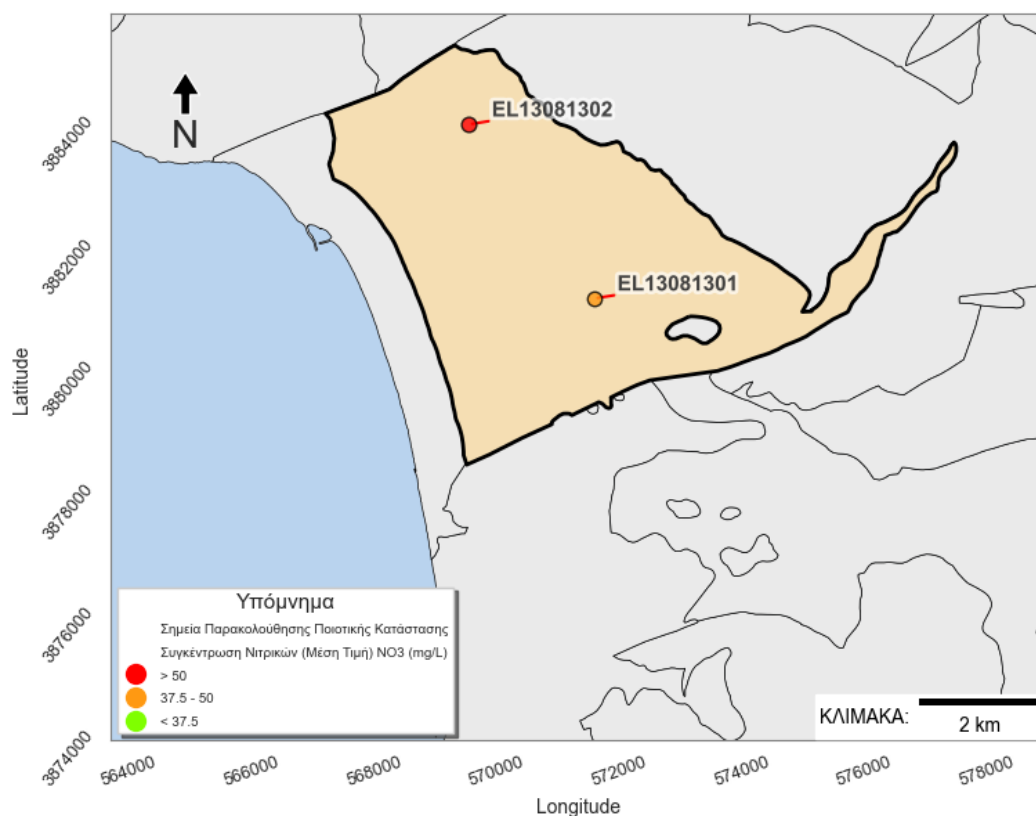 EL13081302
N
EL13081301
Latitude
3884000
3882000
3880000
3878000
3876000
3874000
Υπόμνημα
Σημεία Παρακολούθησης Ποιοτικής Κατάστασης
Συγκέντρωση Νιτρικών (Μέση Τιμή) NO3 (mg/L)
> 50
37.5 - 50
< 37.5
ΚΛΙΜΑΚΑ:
2 km
564000
566000
568000
570000
572000
574000
576000
578000
Longitude